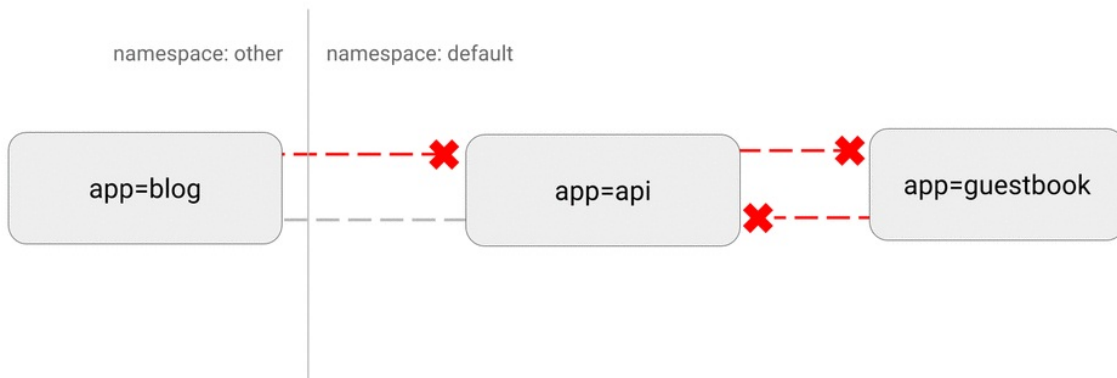 namespace: other
namespace: default
app=blog
app=api
app=guestbook